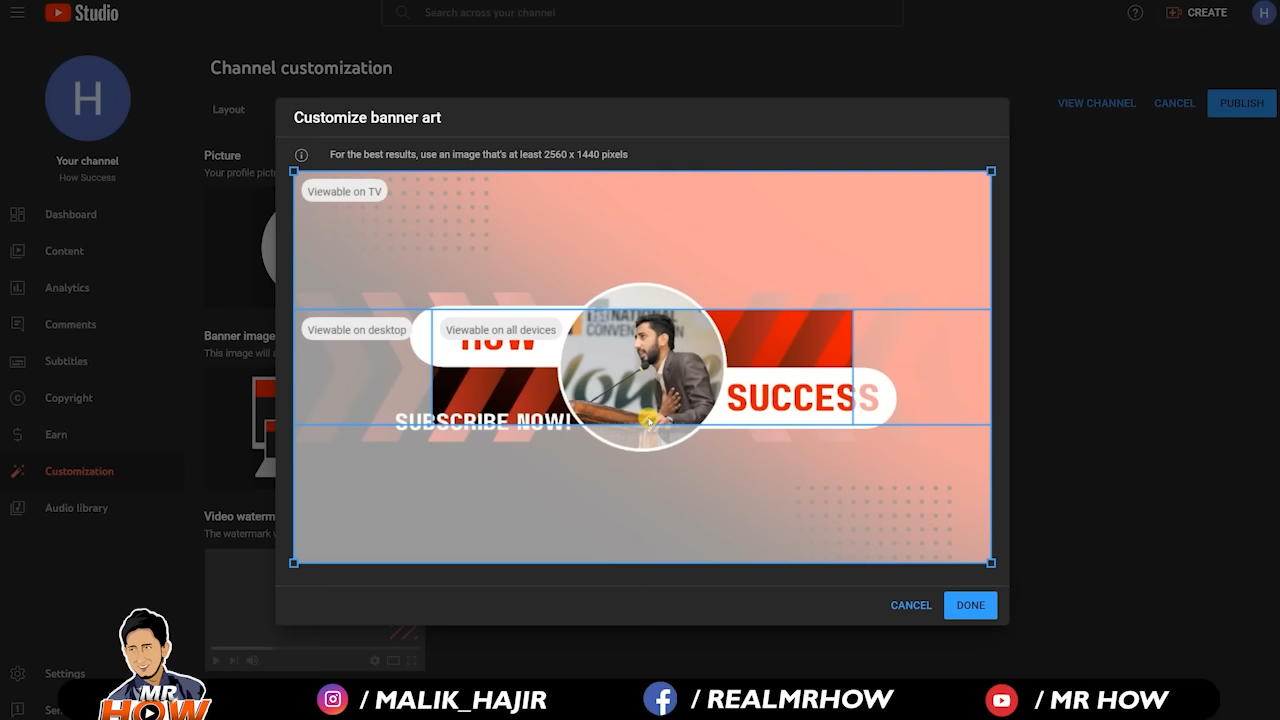 Studio
Search across your channel
?
CREATE
H
H
Your channel
How Success
Dashboard
Content
Analytics
Comments
Subtitles
Copyright
Earn
Customization
Audio library
Settings
Channel customization
Layout
VIEW CHANNEL
CANCEL
PUBLISH
Picture
Your profile pict
Banner image
This image will
Video waterm
The watermark
Customize banner art
For the best results, use an image that's at least 2560 x 1440 pixels
Viewable on TV
Viewable on desktop
Viewable on all devices
HOW
NATIONAL
SUCCESS
SUBSCRIBE NOW!
CANCEL
DONE
MR
HOW
/ MALIK_HAJIR
/ REALMRHOW
/ MR HOW